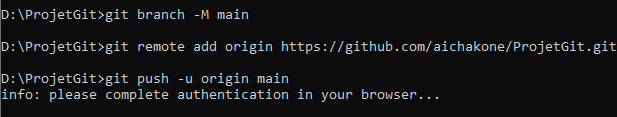 D:\ProjetGit>git branch -M main
D:\ProjetGit>git remote add origin https://github.com/aichakone/ProjetGit.git
D:\ProjetGit>git push -u origin main
info: please complete authentication in your browser...